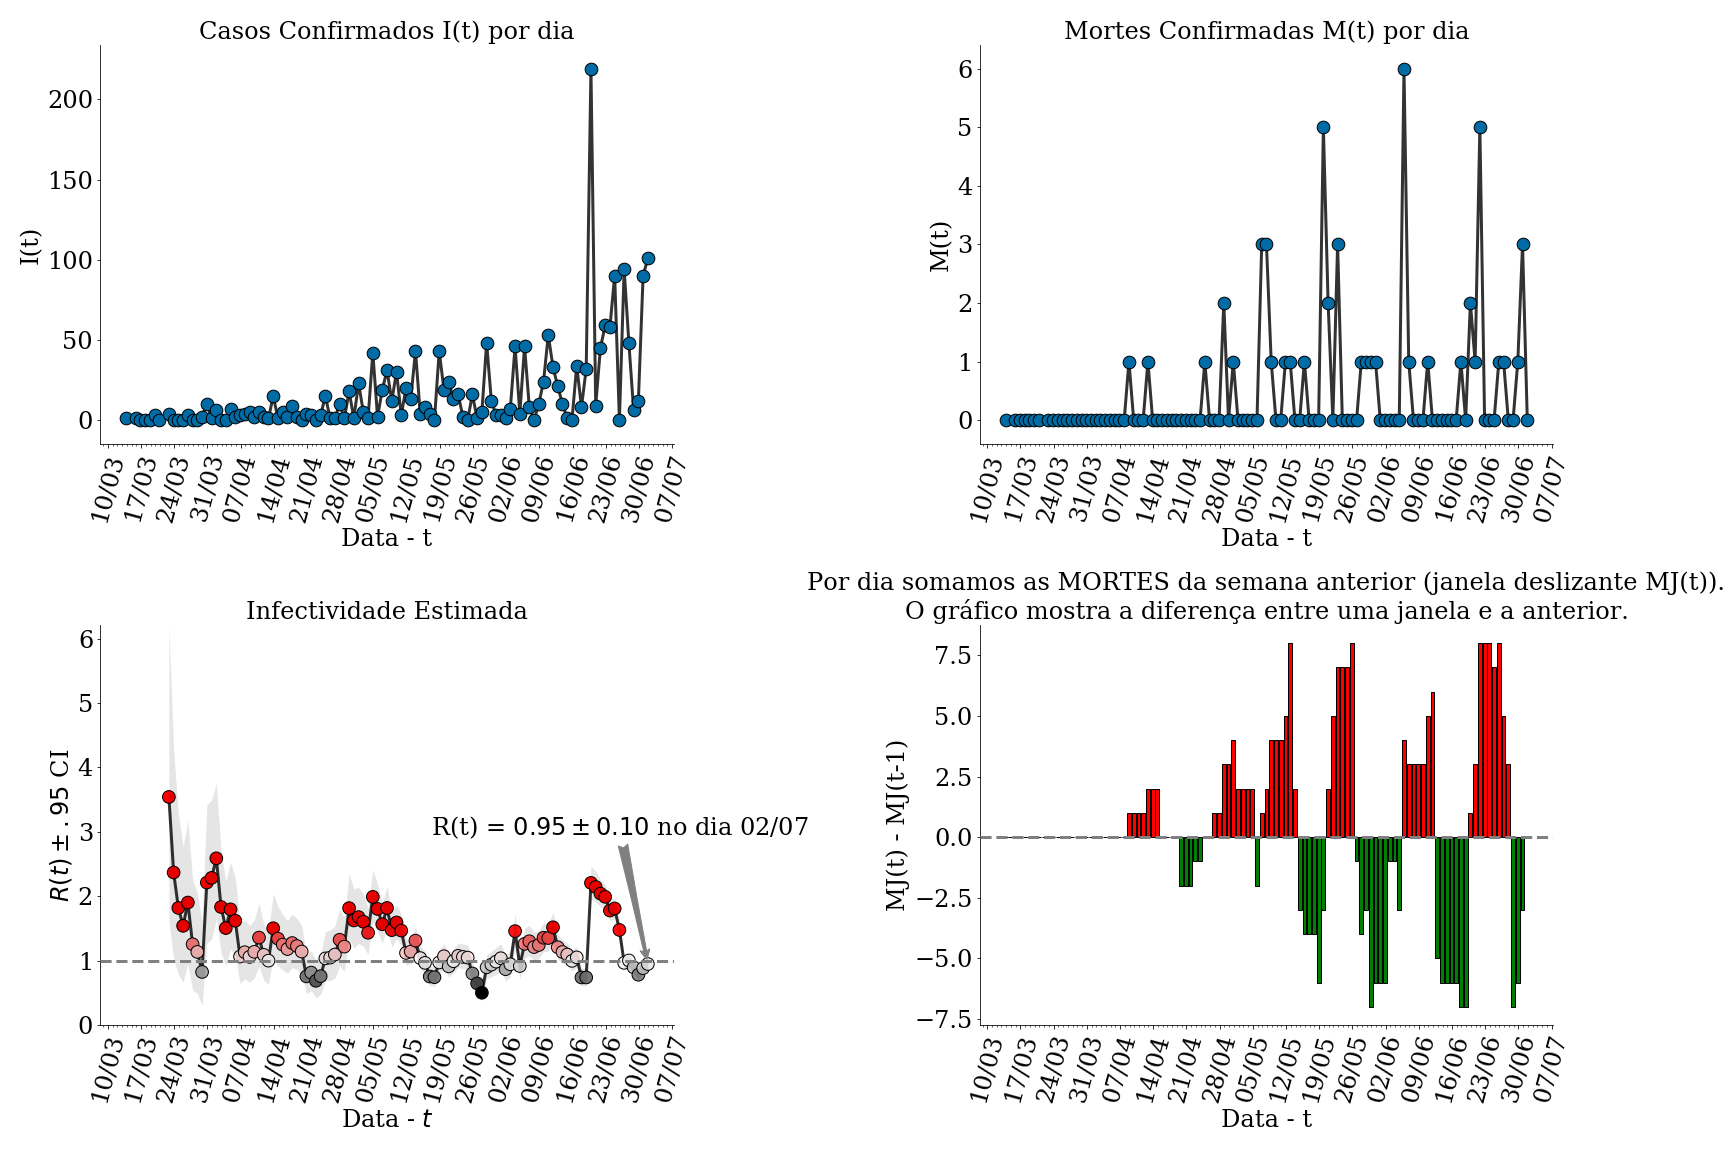 Casos Confirmados I(t) por dia
I(t)
200
150
100
50
0
10/03 17/03 24/03 31/03 07/04 14/04 21/04 28/04 05/05 12/05 19/05 26/05 02/06 09/06 16/06 23/06 30/06 07/07
Data - t
Mortes Confirmadas M(t) por dia
M(t)
6
5
4
3
2
1
0
10/03 17/03 24/03 31/03 07/04 14/04 21/04 28/04 05/05 12/05 19/05 26/05 02/06 09/06 16/06 23/06 30/06 07/07
Data - t
Infectividade Estimada
R(t) ± .95 CI
6
5
4
3
2
1
0
R(t) = 0.95 ± 0.10 no dia 02/07
10/03 17/03 24/03 31/03 07/04 14/04 21/04 28/04 05/05 12/05 19/05 26/05 02/06 09/06 16/06 23/06 30/06 07/07
Data - t
Por dia somamos as MORTES da semana anterior (janela deslizante MJ(t)).
O gráfico mostra a diferença entre uma janela e a anterior.
MJ(t) - MJ(t-1)
7.5
5.0
2.5
0.0
−2.5
−5.0
−7.5
10/03 17/03 24/03 31/03 07/04 14/04 21/04 28/04 05/05 12/05 19/05 26/05 02/06 09/06 16/06 23/06 30/06 07/07
Data - t